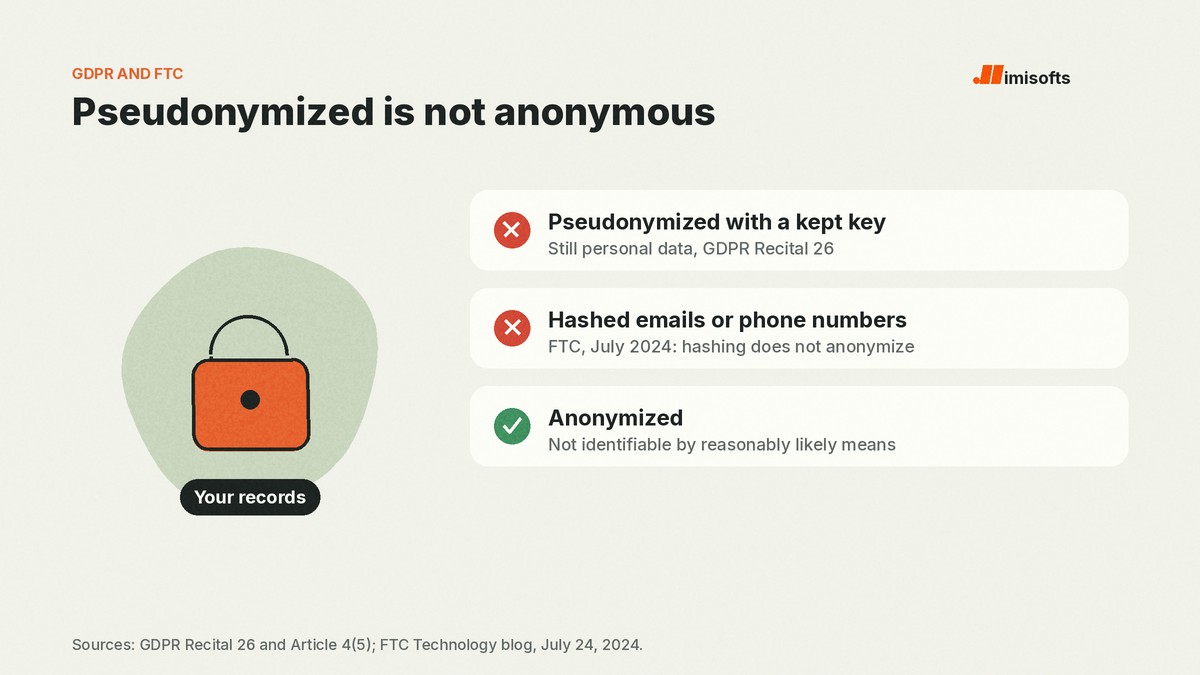 GDPR AND FTC
imisofts
Pseudonymized is not anonymous
Pseudonymized with a kept key
Still personal data, GDPR Recital 26
Hashed emails or phone numbers
FTC, July 2024: hashing does not anonymize
Anonymized
Not identifiable by reasonably likely means
Your records
Sources: GDPR Recital 26 and Article 4(5); FTC Technology blog, July 24, 2024.